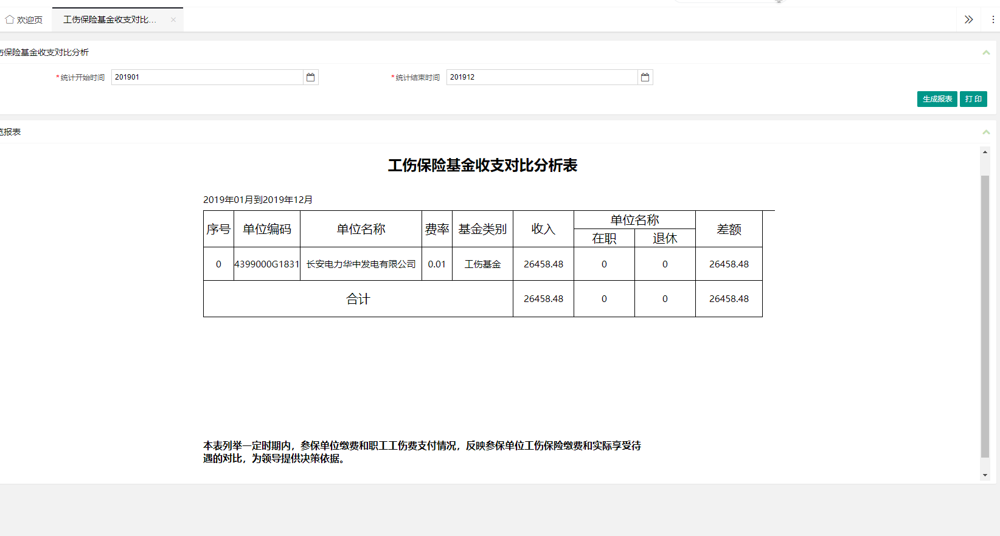 欢迎页 工伤保险基金收支对比...
伤保险基金收支对比分析
*统计开始时间 201901 *统计结束时间 201912
生成报表 打 印
览报表
工伤保险基金收支对比分析表
2019年01月到2019年12月
序号 单位编码 单位名称 费率 基金类别 收入 单位名称 差额
在职 退休
0 4399000G1831 长安电力华中发电有限公司 0.01 工伤基金 26458.48 0 0 26458.48
合计 26458.48 0 0 26458.48
本表列举一定时期内，参保单位缴费和职工工伤费支付情况，反映参保单位工伤保险缴费和实际享受待
遇的对比，为领导提供决策依据。